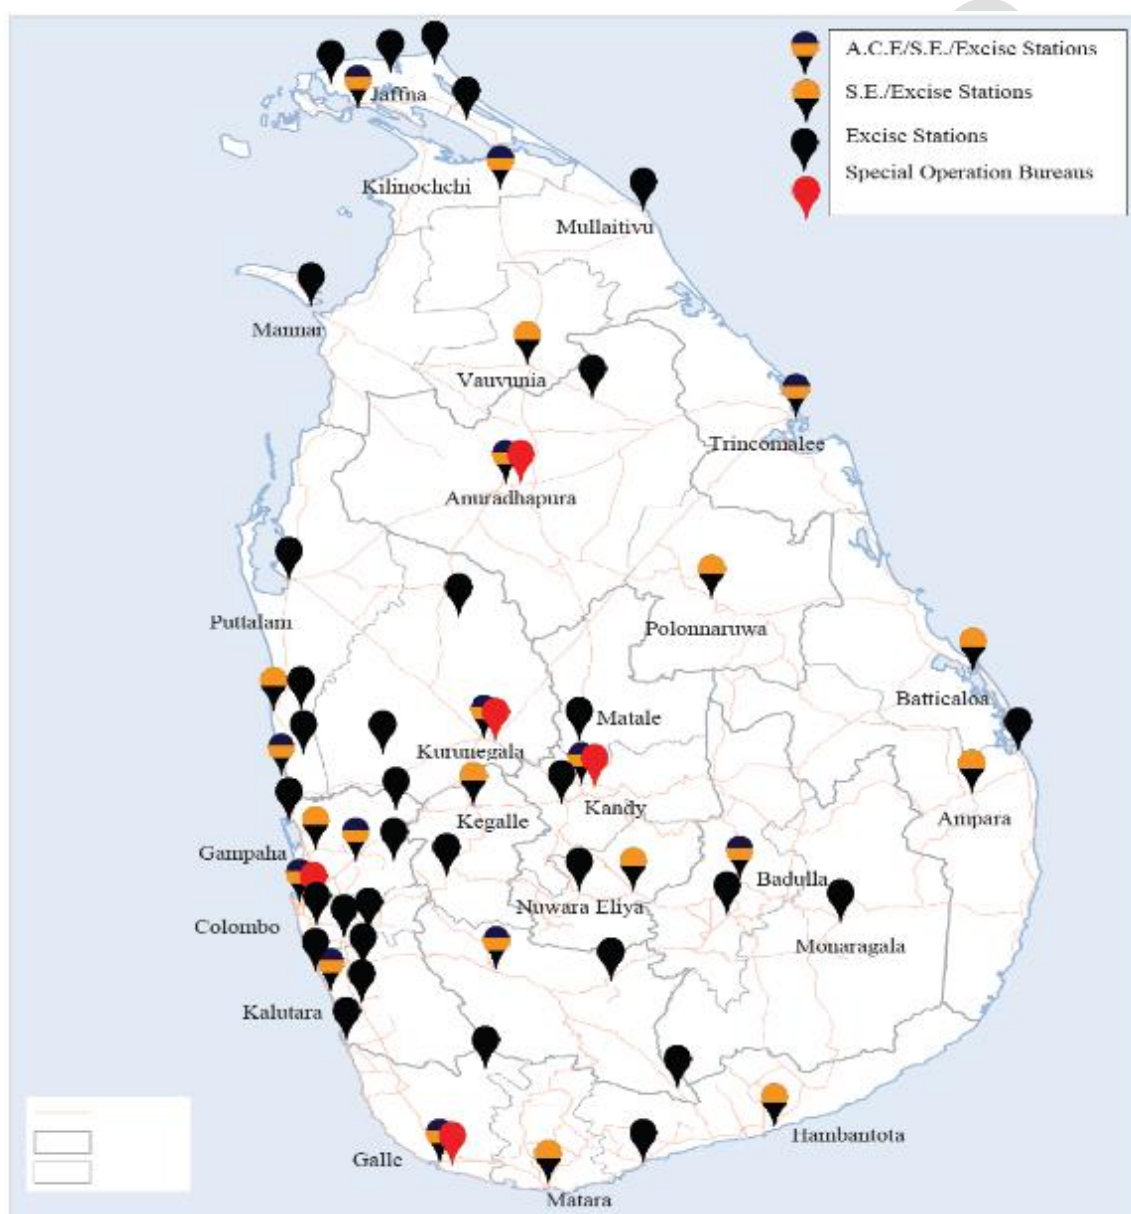 A.C.E/S.E./Excise Stations
S.E./Excise Stations
Excise Stations
Special Operation Bureaus
Jaffna
Kilinochchi
Mullaitivu
Mannar
Vauvunia
Trincomalee
Anuradhapura
Puttalam
Polonnaruwa
Batticaloa
Matale
Kurunegala
Kandy
Kegalle
Ampara
Gampaha
Badulla
Nuwara Eliya
Colombo
Monaragala
Kalutara
Hambantota
Galle
Matara